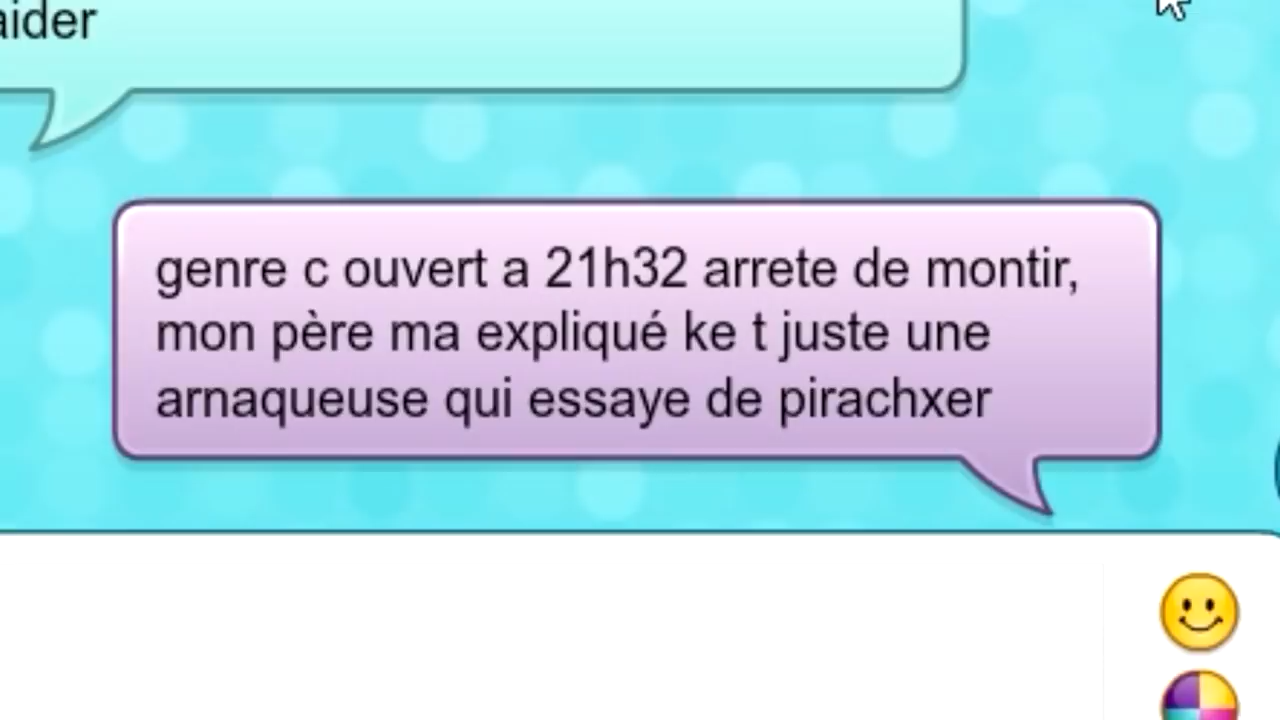 aider
genre c ouvert a 21h32 arrete de montir,
mon père ma expliqué ke t juste une
arnaqueuse qui essaye de pirachxer